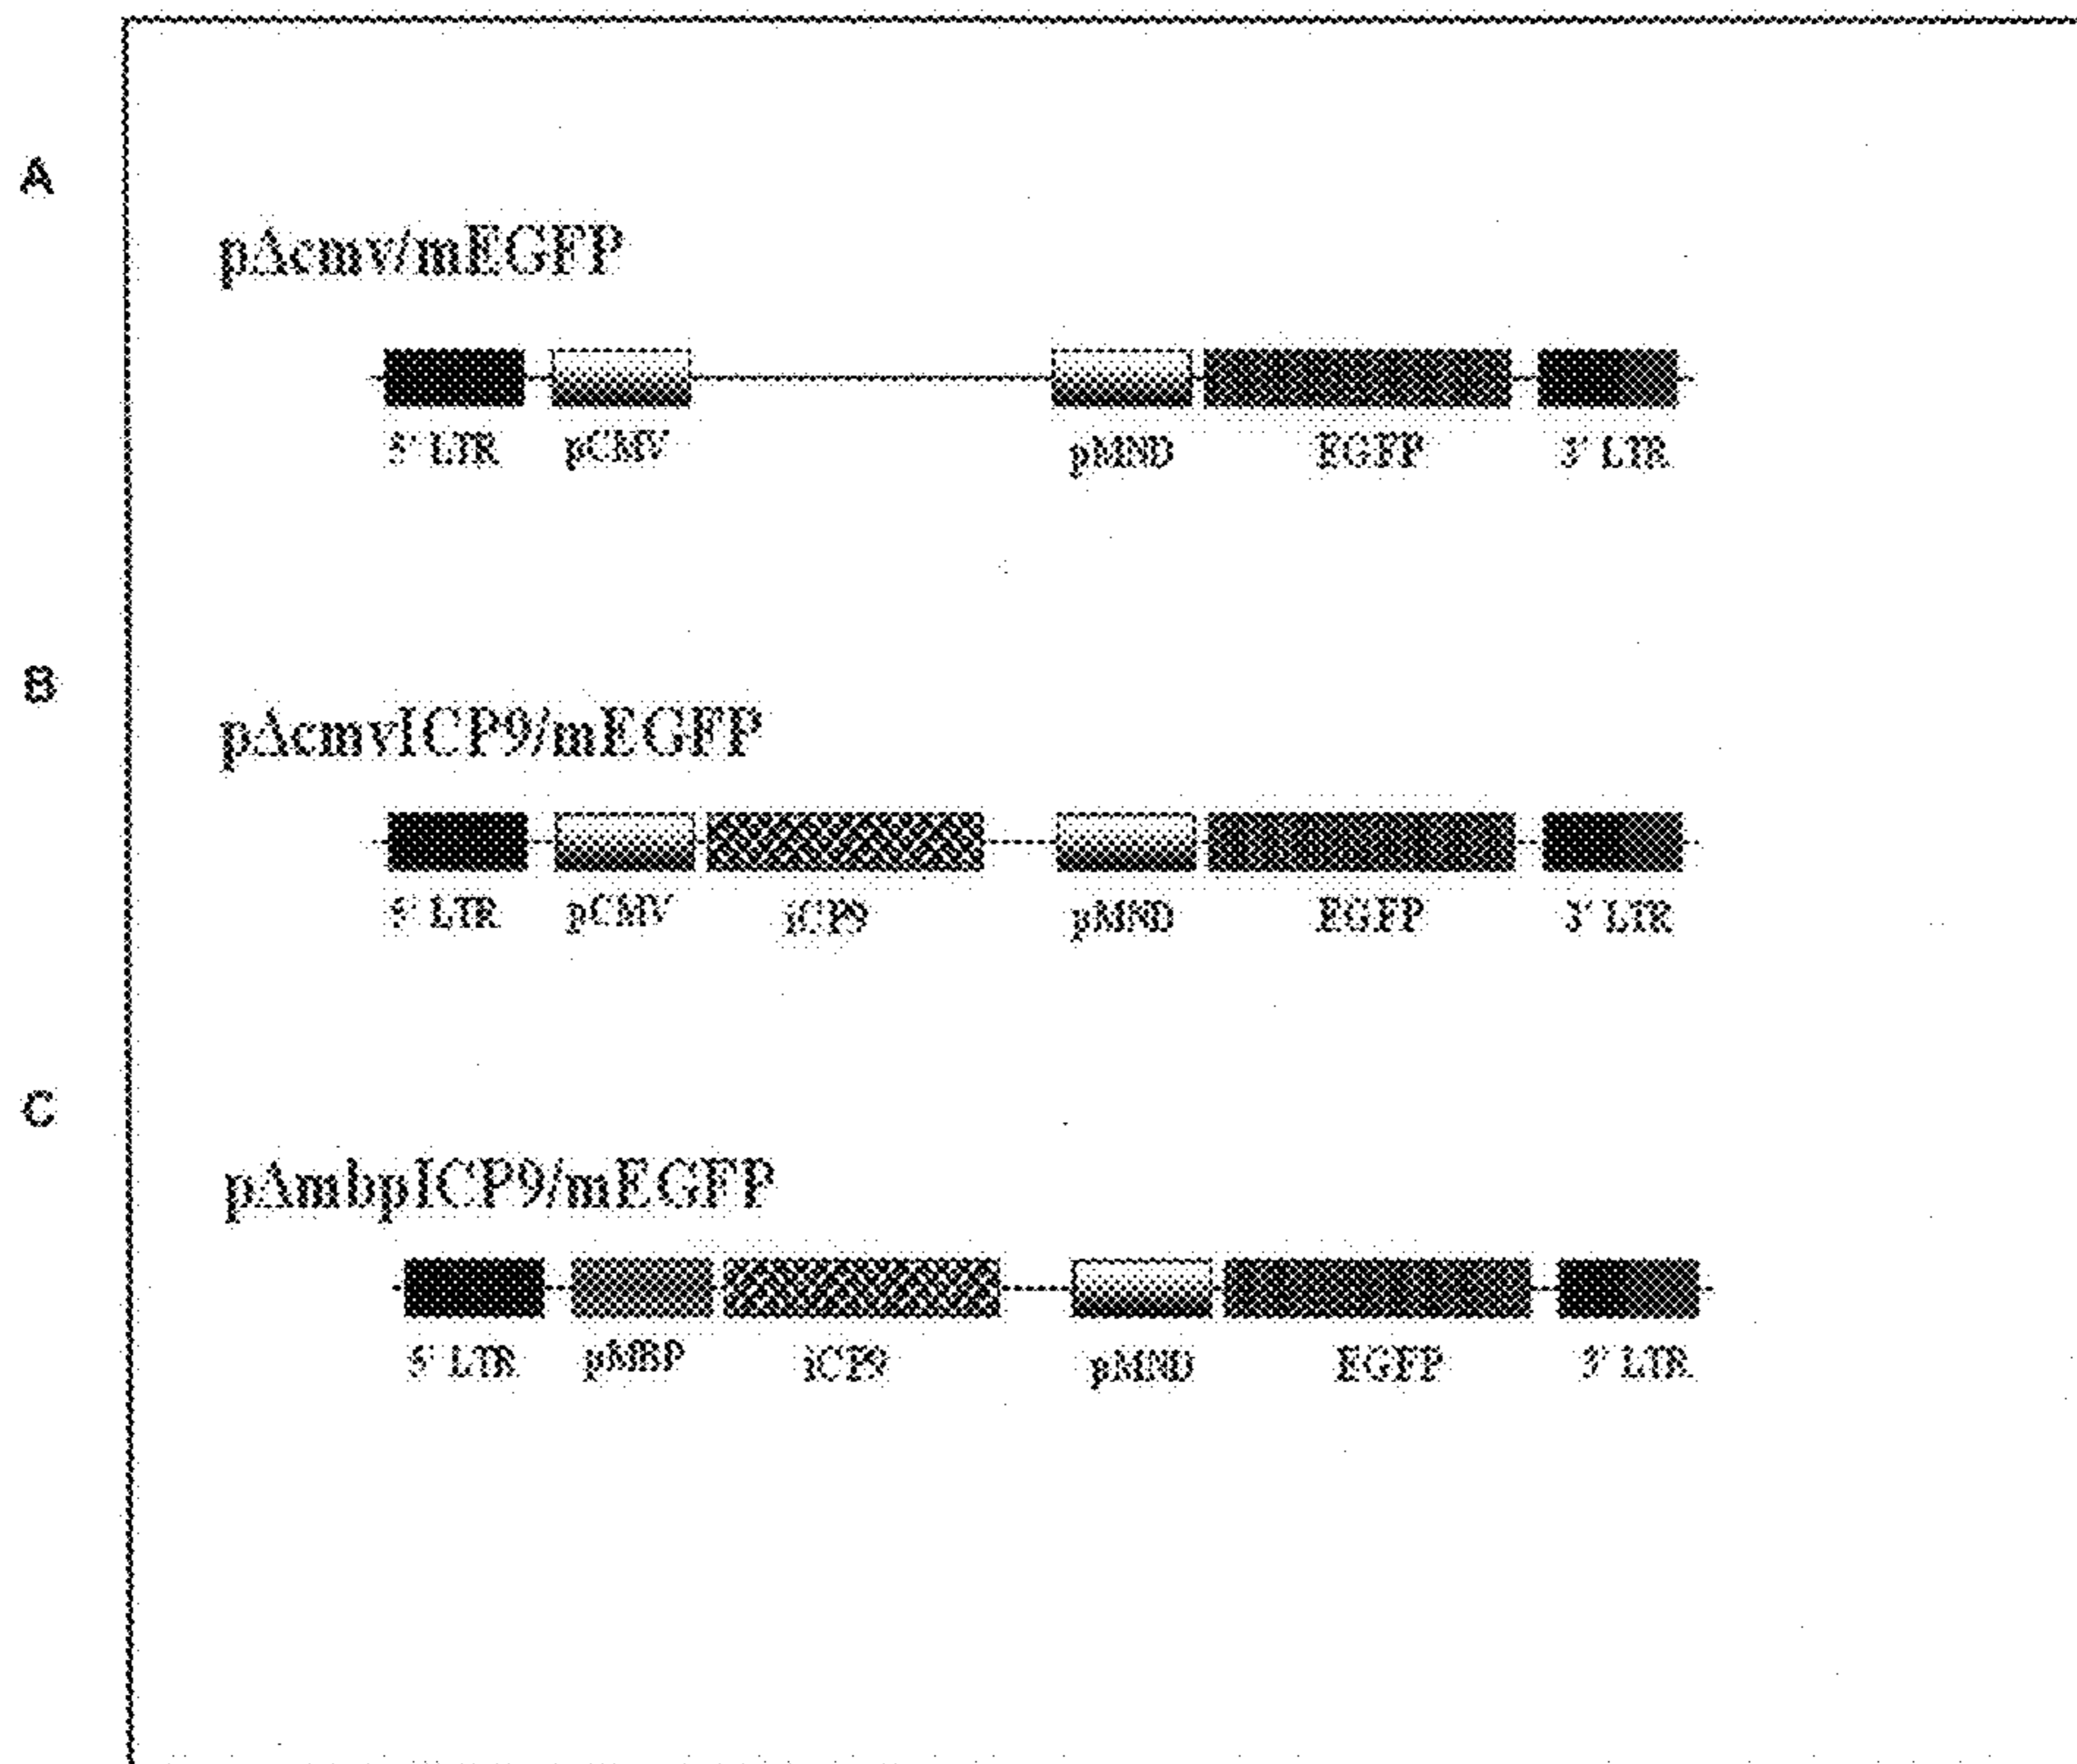 A
pΔcmv/mEGFP
5' LTR pCMV pMND EGFP 3' LTR
B
pΔcmvICP9/mEGFP
5' LTR pCMV iCP9 pMND EGFP 3' LTR
C
pΔmbpICP9/mEGFP
5' LTR pMBP iCP9 pMND EGFP 3' LTR